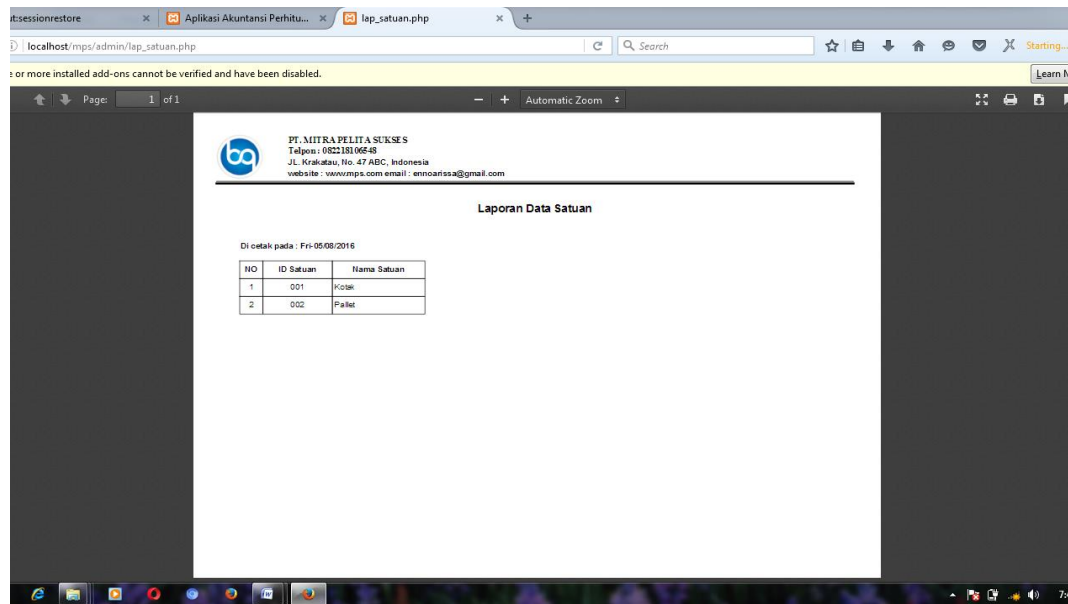 t:sessionrestore
Aplikasi Akuntansi Perhitu...
lap_satuan.php
localhost/mps/admin/lap_satuan.php
Search
Starting...
e or more installed add-ons cannot be verified and have been disabled.
Learn M
Page: 1 of 1
Automatic Zoom
bq
PT. MITRA PELITA SUKSES
Telpon : 082218106548
JL. Krakatau, No. 47 ABC, Indonesia
website : www.mps.com email : ennoarissa@gmail.com
Laporan Data Satuan
Di cetak pada : Fri-05/08/2016
NO ID Satuan Nama Satuan
1 001 Kotak
2 002 Pallet